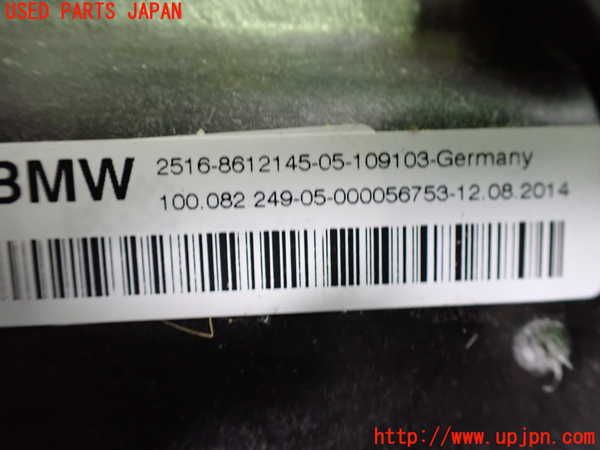 USED PARTS JAPAN
BMW
2516-8612145-05-109103-Germany
100.082 249-05-000056753-12.08.2014
http://www.upjpn.com/